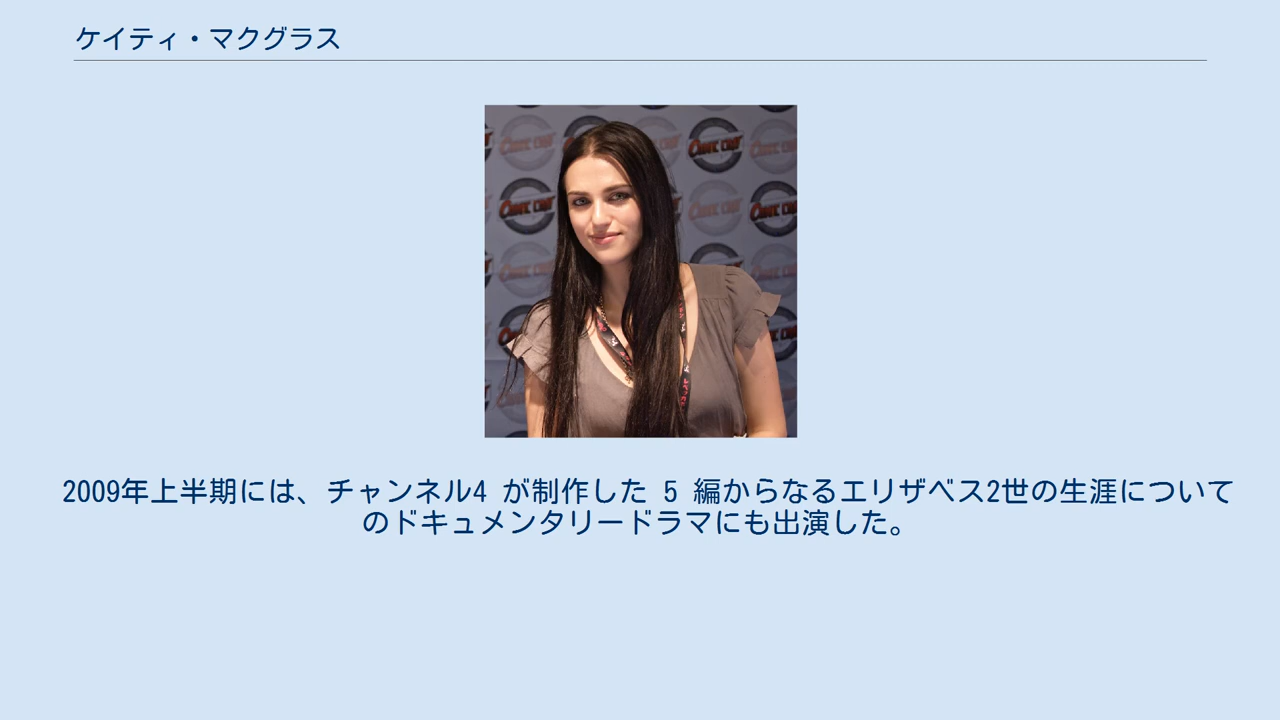 ケイティ・マクグラス
2009年上半期には、チャンネル4 が制作した 5 編からなるエリザベス2世の生涯について
のドキュメンタリードラマにも出演した。